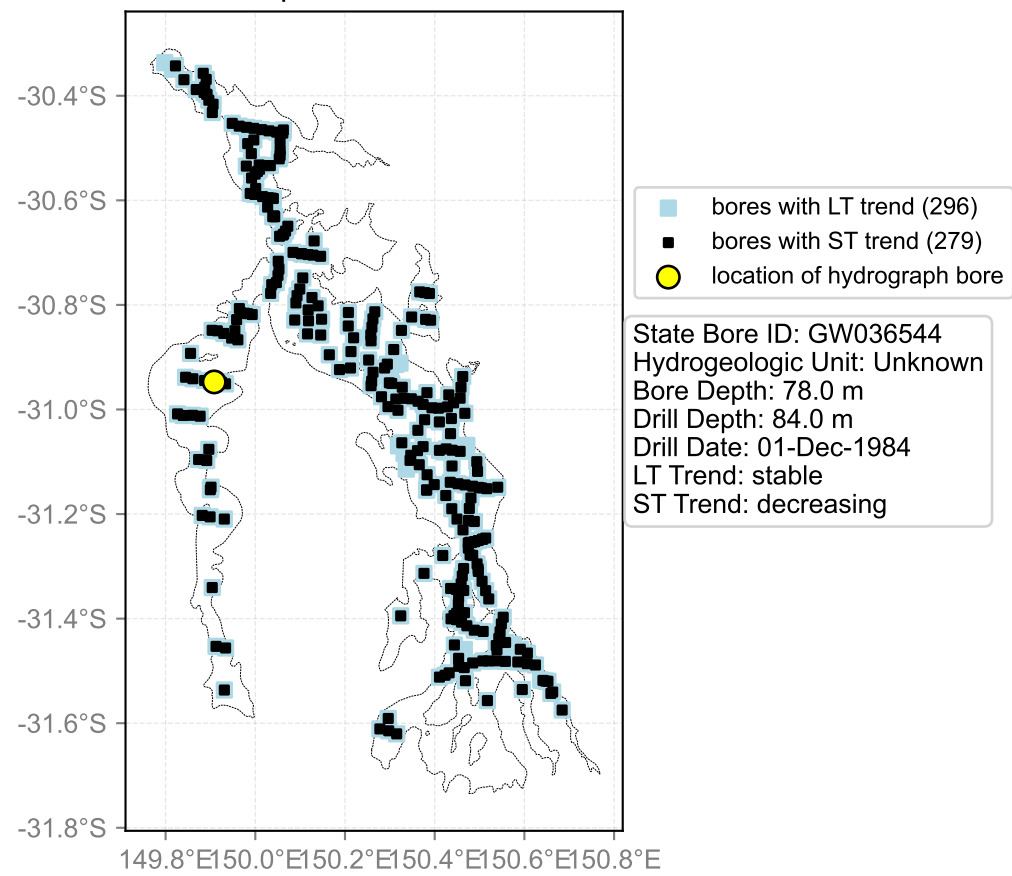 -30.4°S
-30.6°S
-30.8°S
-31.0°S
-31.2°S
-31.4°S
-31.6°S
-31.8°S
149.8°E150.0°E150.2°E150.4°E150.6°E150.8°E
bores with LT trend (296)
bores with ST trend (279)
location of hydrograph bore
State Bore ID: GW036544
Hydrogeologic Unit: Unknown
Bore Depth: 78.0 m
Drill Depth: 84.0 m
Drill Date: 01-Dec-1984
LT Trend: stable
ST Trend: decreasing